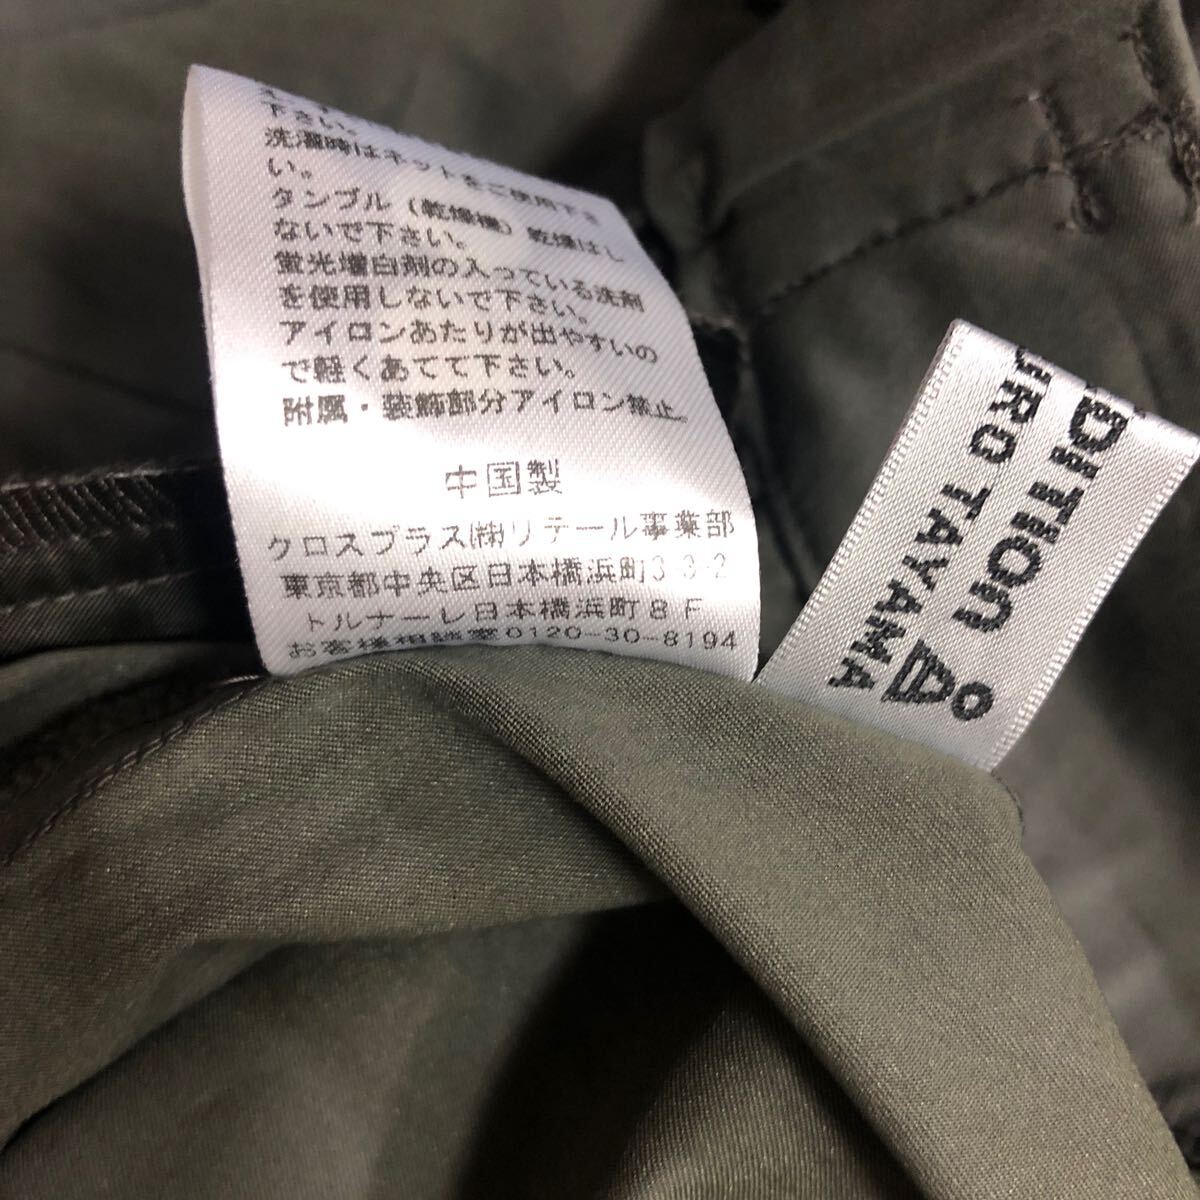 下さい。
洗濯時はネットをご使用下さ
い。
タンブル（乾燥機）乾燥はし
ないで下さい。
蛍光増白剤の入っている洗剤
を使用しないで下さい。
アイロンあたりが出やすいの
で軽くあてて下さい。
附属・装飾部分アイロン禁止。
中国製
クロスプラス㈱リテール事業部
東京都中央区日本橋浜町3-3-2
トルナーレ日本橋浜町8F
お客様相談室0120-30-8194
DITION
URO TAYAMA